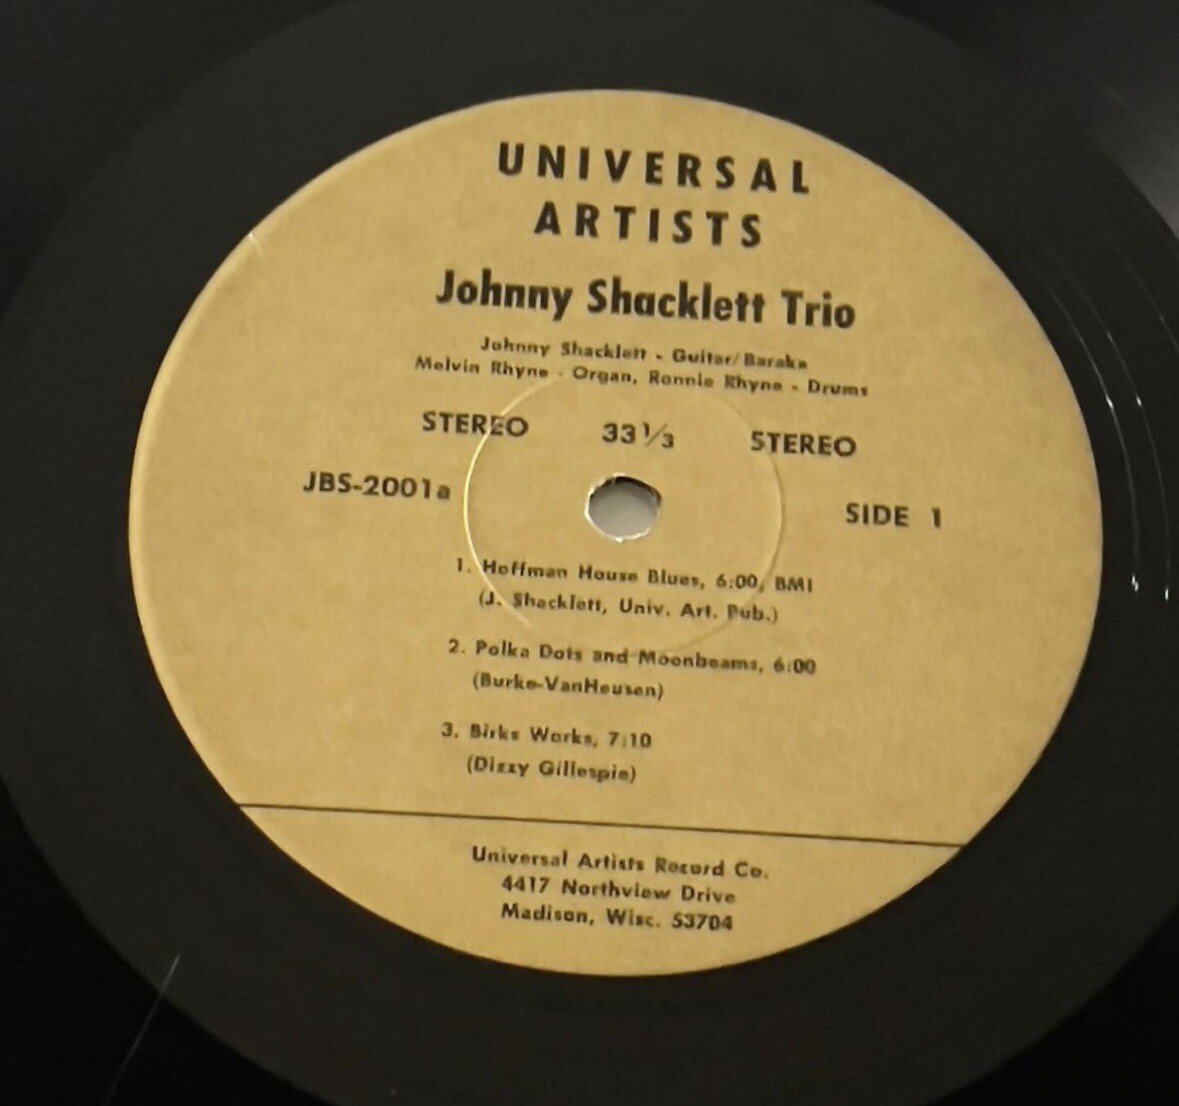 UNIVERSAL
ARTISTS
Johnny Shacklett Trio
Johnny Shacklett - Guitar/Baraka
Melvin Rhyne - Organ, Ronnie Rhyne - Drums
STEREO 33 1/3 STEREO
JBS-2001a SIDE 1
1. Hoffman House Blues, 6:00, BMI
(J. Shacklett, Univ. Art. Pub.)
2. Polka Dots and Moonbeams, 6:00
(Burke-VanHeusen)
3. Birks Works, 7:10
(Dizzy Gillespie)
Universal Artists Record Co.
4417 Northview Drive
Madison, Wisc. 53704